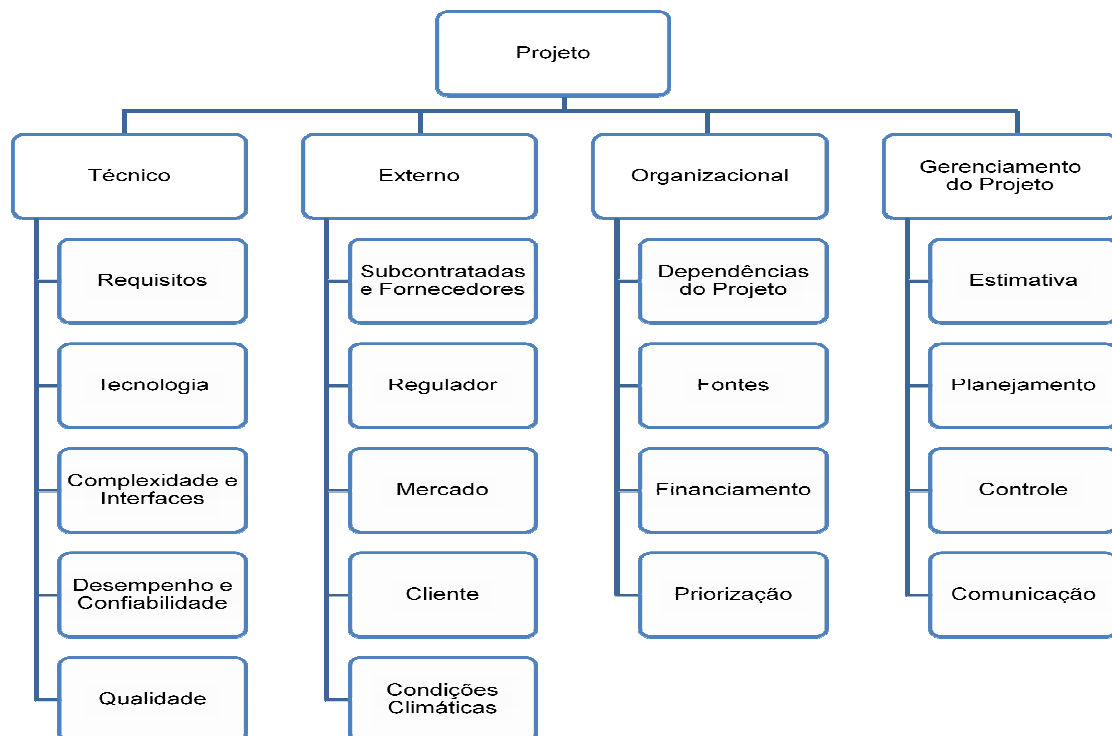 Projeto
Técnico
Externo
Organizacional
Gerenciamento
do Projeto
Requisitos
Subcontratadas
e Fornecedores
Dependências
do Projeto
Estimativa
Tecnologia
Regulador
Fontes
Planejamento
Complexidade e
Interfaces
Mercado
Financiamento
Controle
Desempenho e
Confiabilidade
Cliente
Priorização
Comunicação
Qualidade
Condições
Climáticas